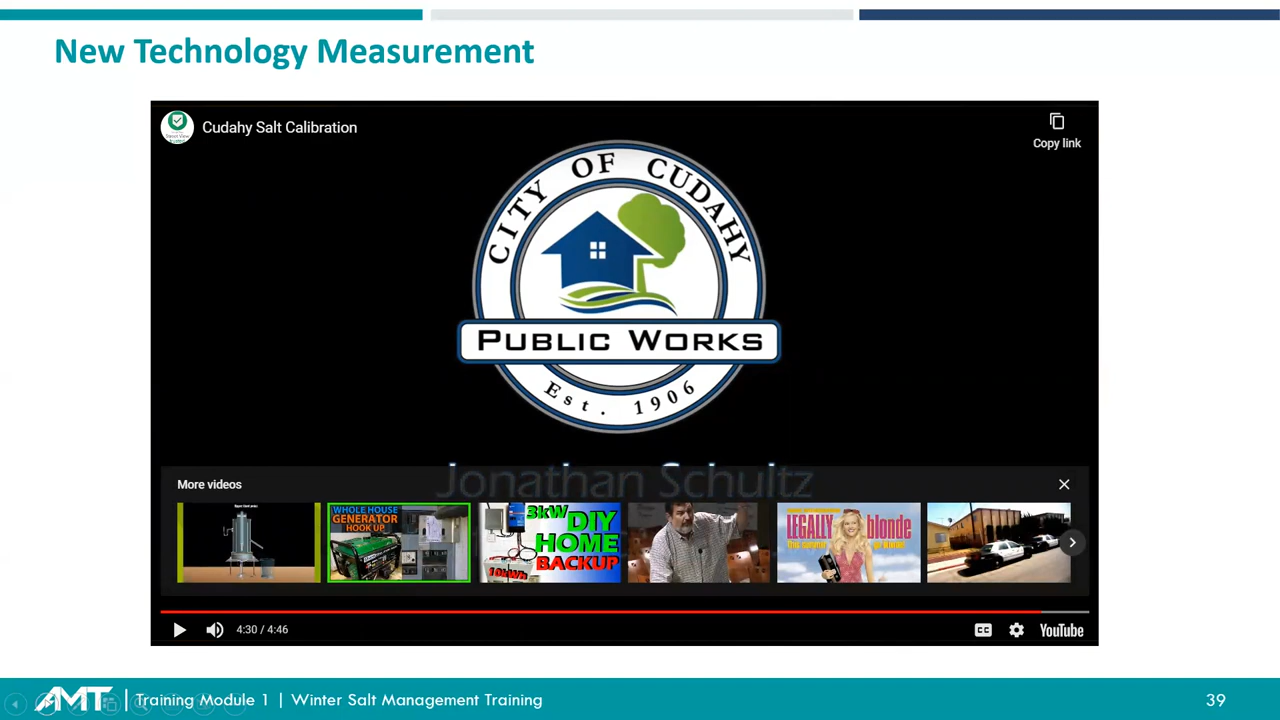 New Technology Measurement
Cudahy Salt Calibration
Copy link
CITY OF CUDAHY
PUBLIC WORKS
Est. 1906
Jonathan Schultz
More videos
WHOLE HOUSE
GENERATOR
HOOK UP
3kW DIY
HOME
BACKUP
10kWh
LEGALLY blonde
4:30 / 4:46
CC
YouTube
AMT | Training Module 1 | Winter Salt Management Training
39